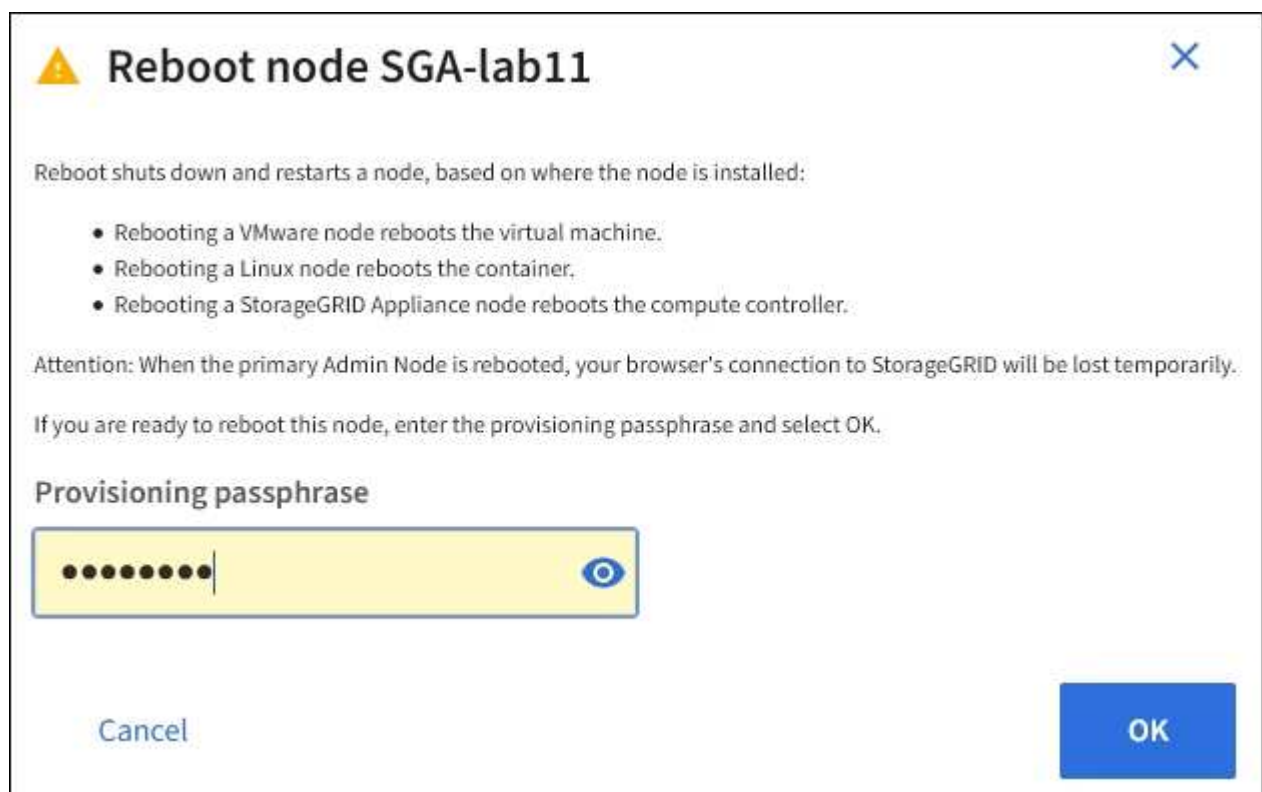 Reboot node SGA-lab11
Reboot shuts down and restarts a node, based on where the node is installed:
• Rebooting a VMware node reboots the virtual machine.
• Rebooting a Linux node reboots the container.
• Rebooting a StorageGRID Appliance node reboots the compute controller.
Attention: When the primary Admin Node is rebooted, your browser's connection to StorageGRID will be lost temporarily.
If you are ready to reboot this node, enter the provisioning passphrase and select OK.
Provisioning passphrase
••••••••
Cancel
OK